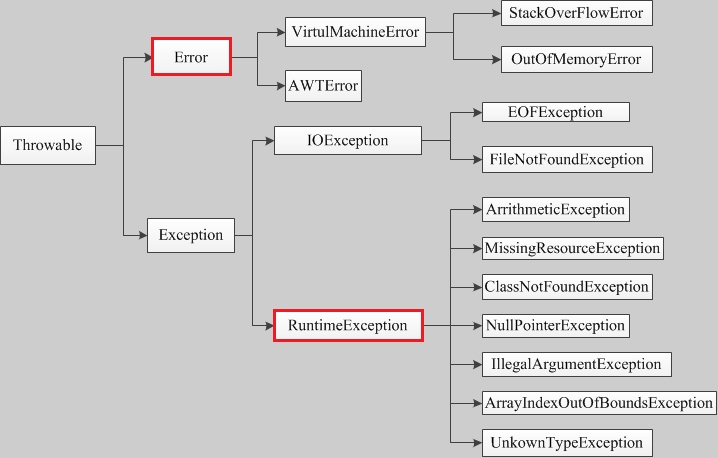 StackOverFlowError
VirtulMachineError
Error
OutOfMemoryError
AWTError
EOFException
IOException
Throwable
FileNotFoundException
ArrithmeticException
Exception
MissingResourceException
ClassNotFoundException
RuntimeException
NullPointerException
IllegalArgumentException
ArrayIndexOutOfBoundsException
UnkownTypeException